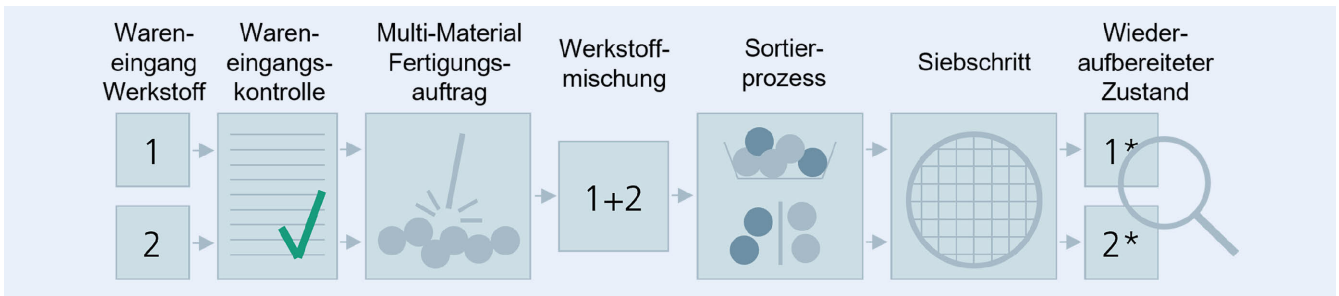 Waren-
eingang
Werkstoff
Waren-
eingangs-
kontrolle
Multi-Material
Fertigungs-
auftrag
Werkstoff-
mischung
Sortier-
prozess
Siebschritt
Wieder-
aufbereiteter
Zustand
1
2
1+2
1*
2*